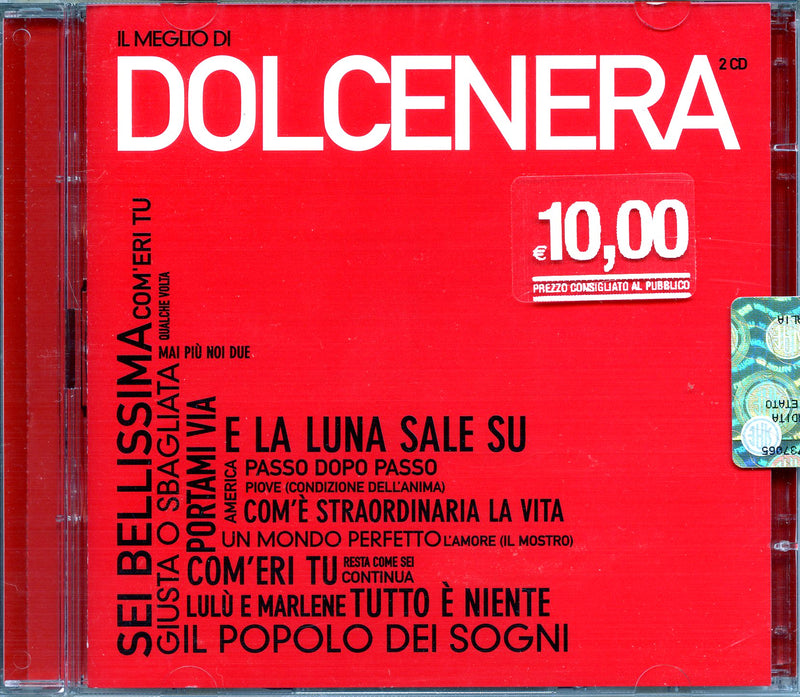 IL MEGLIO DI
DOLCENERA
2 CD
€10,00
PREZZO CONSIGLIATO AL PUBBLICO
SEI BELLISSIMA
COM'ERI TU
QUALCHE VOLTA
GIUSTA O SBAGLIATA
MAI PIÙ NOI DUE
PORTAMI VIA
E LA LUNA SALE SU
AMERICA
PASSO DOPO PASSO
PIOVE (CONDIZIONE DELL'ANIMA)
COM'È STRAORDINARIA LA VITA
UN MONDO PERFETTO L'AMORE (IL MOSTRO)
COM'ERI TU RESTA COME SEI
CONTINUA
LULÙ E MARLENE TUTTO È NIENTE
IL POPOLO DEI SOGNI
37065